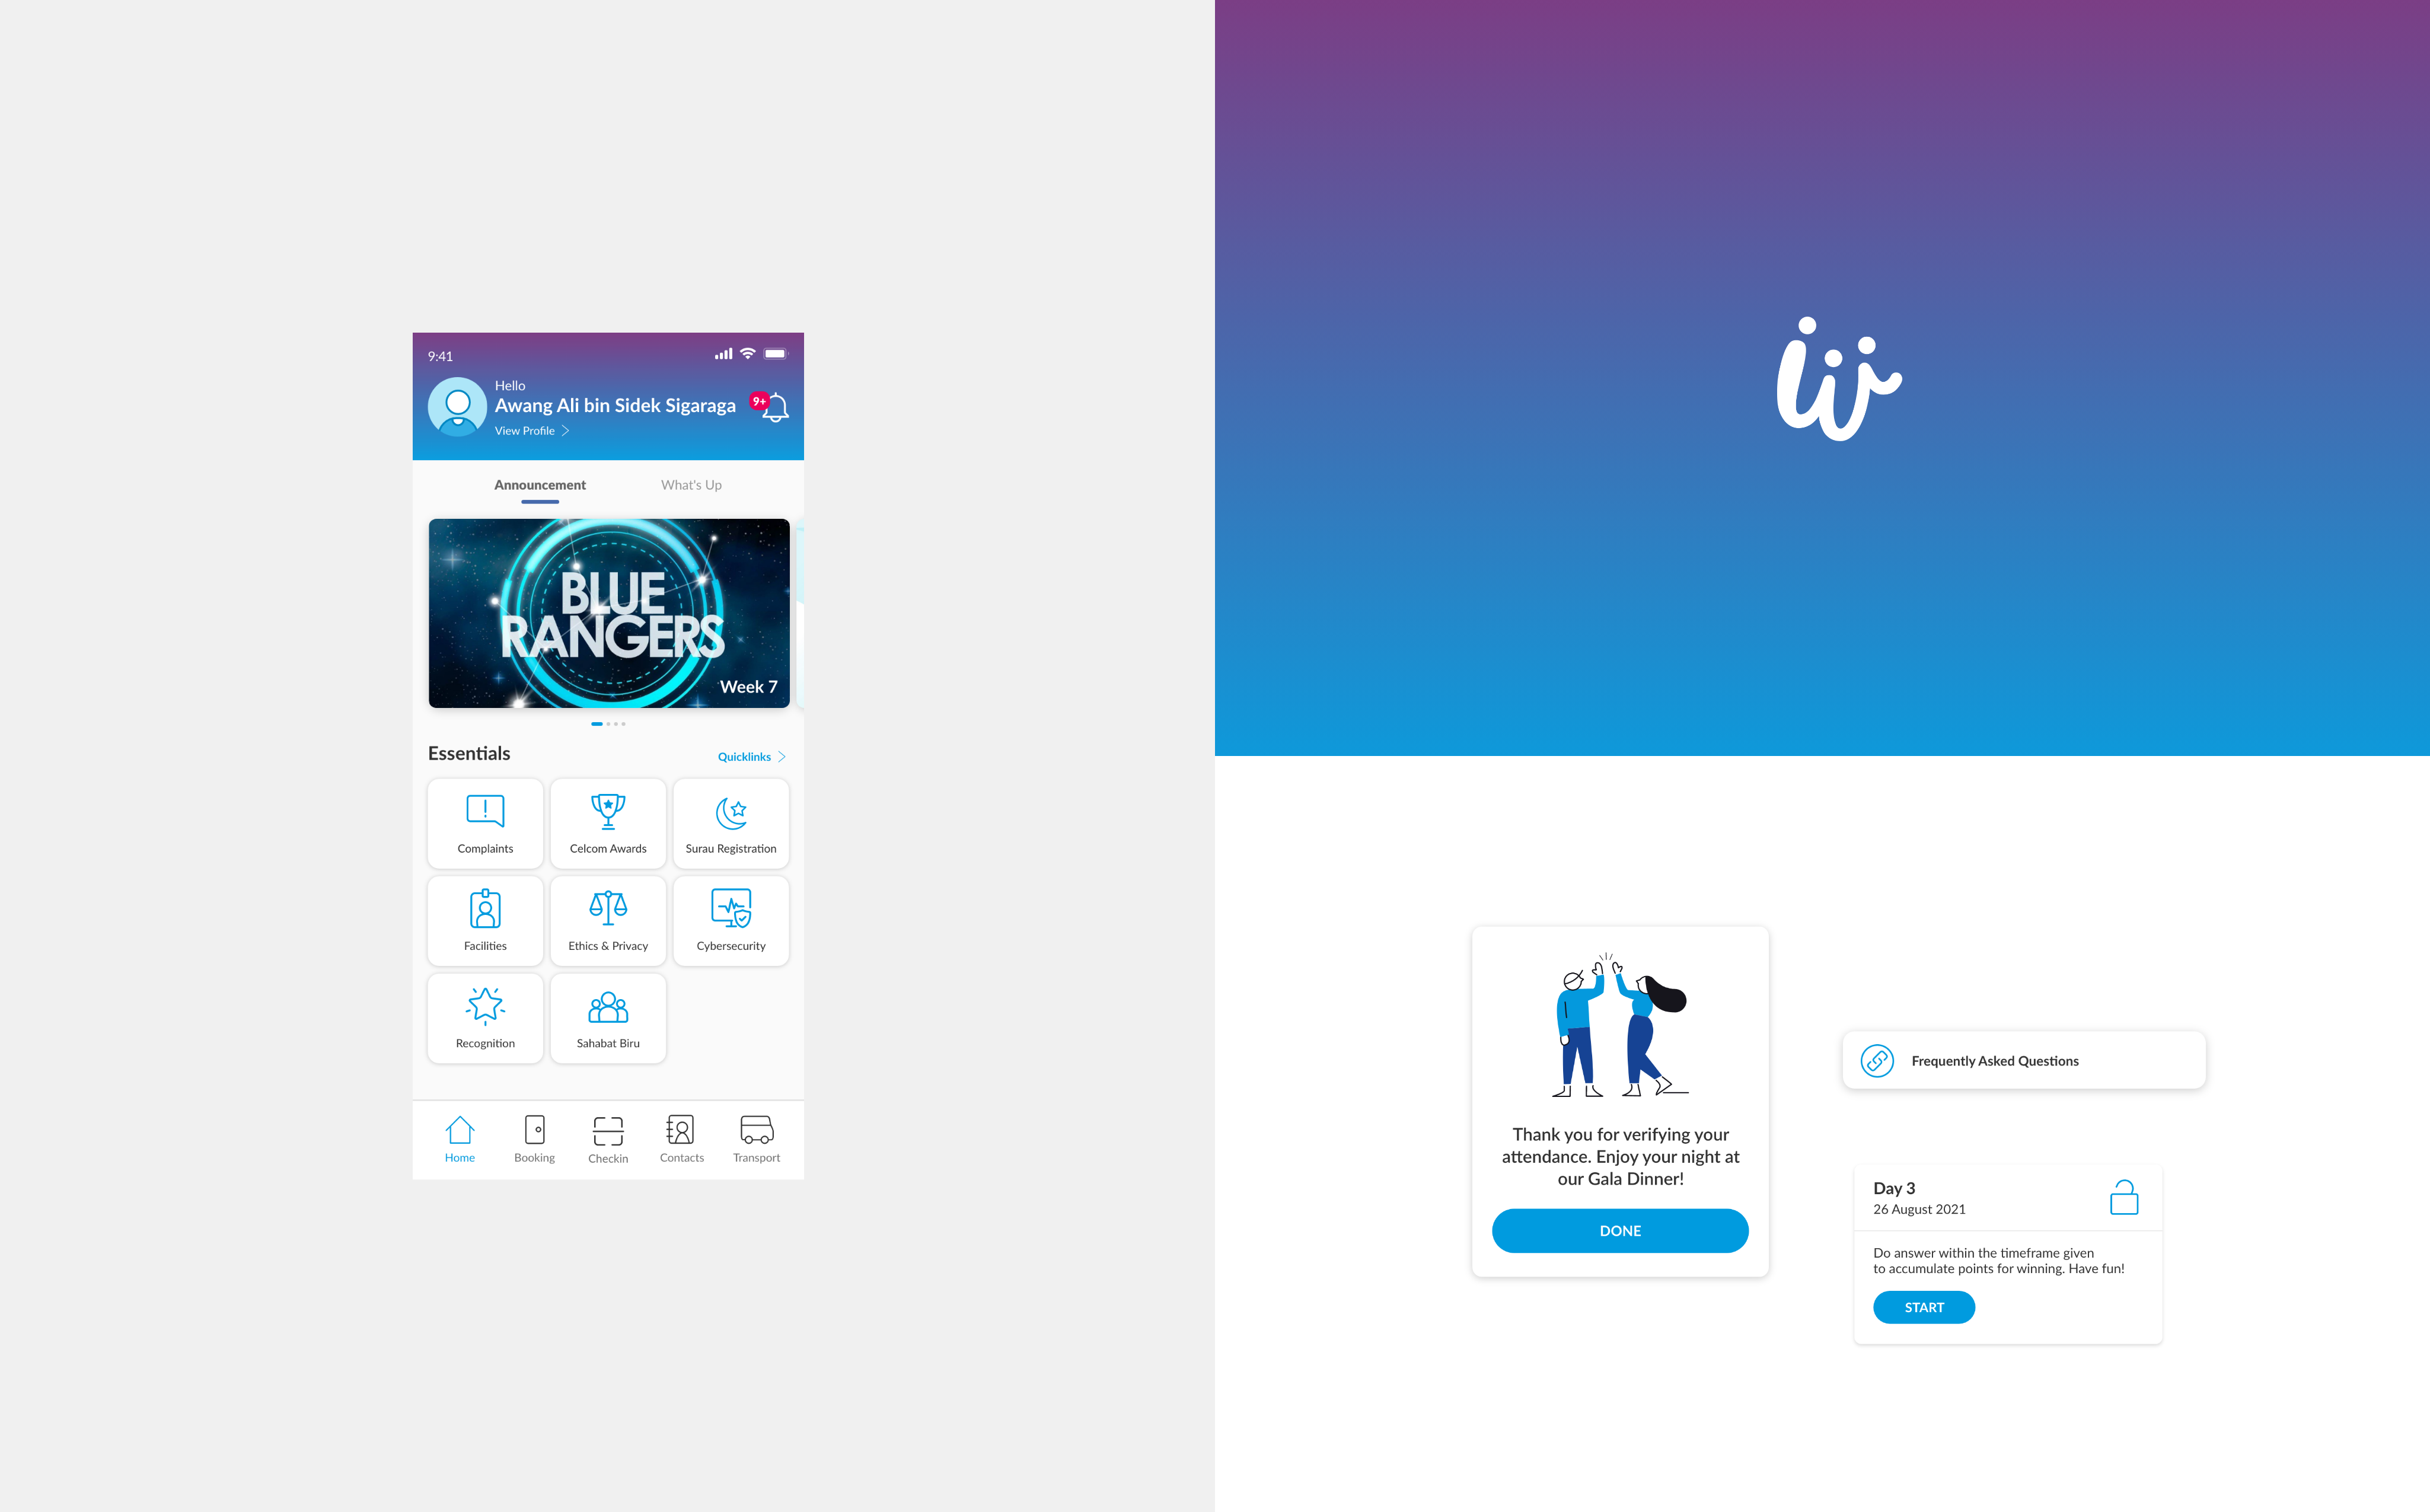 9:41
Hello
Awang Ali bin Sidek Sigaraga
9+
View Profile
Announcement
What's Up
BLUE
RANGERS
Week 7
Essentials
Quicklinks
Complaints
Celcom Awards
Surau Registration
Facilities
Ethics & Privacy
Cybersecurity
Recognition
Sahabat Biru
Home
Booking
Checkin
Contacts
Transport
Thank you for verifying your
attendance. Enjoy your night at
our Gala Dinner!
DONE
Frequently Asked Questions
Day 3
26 August 2021
Do answer within the timeframe given
to accumulate points for winning. Have fun!
START